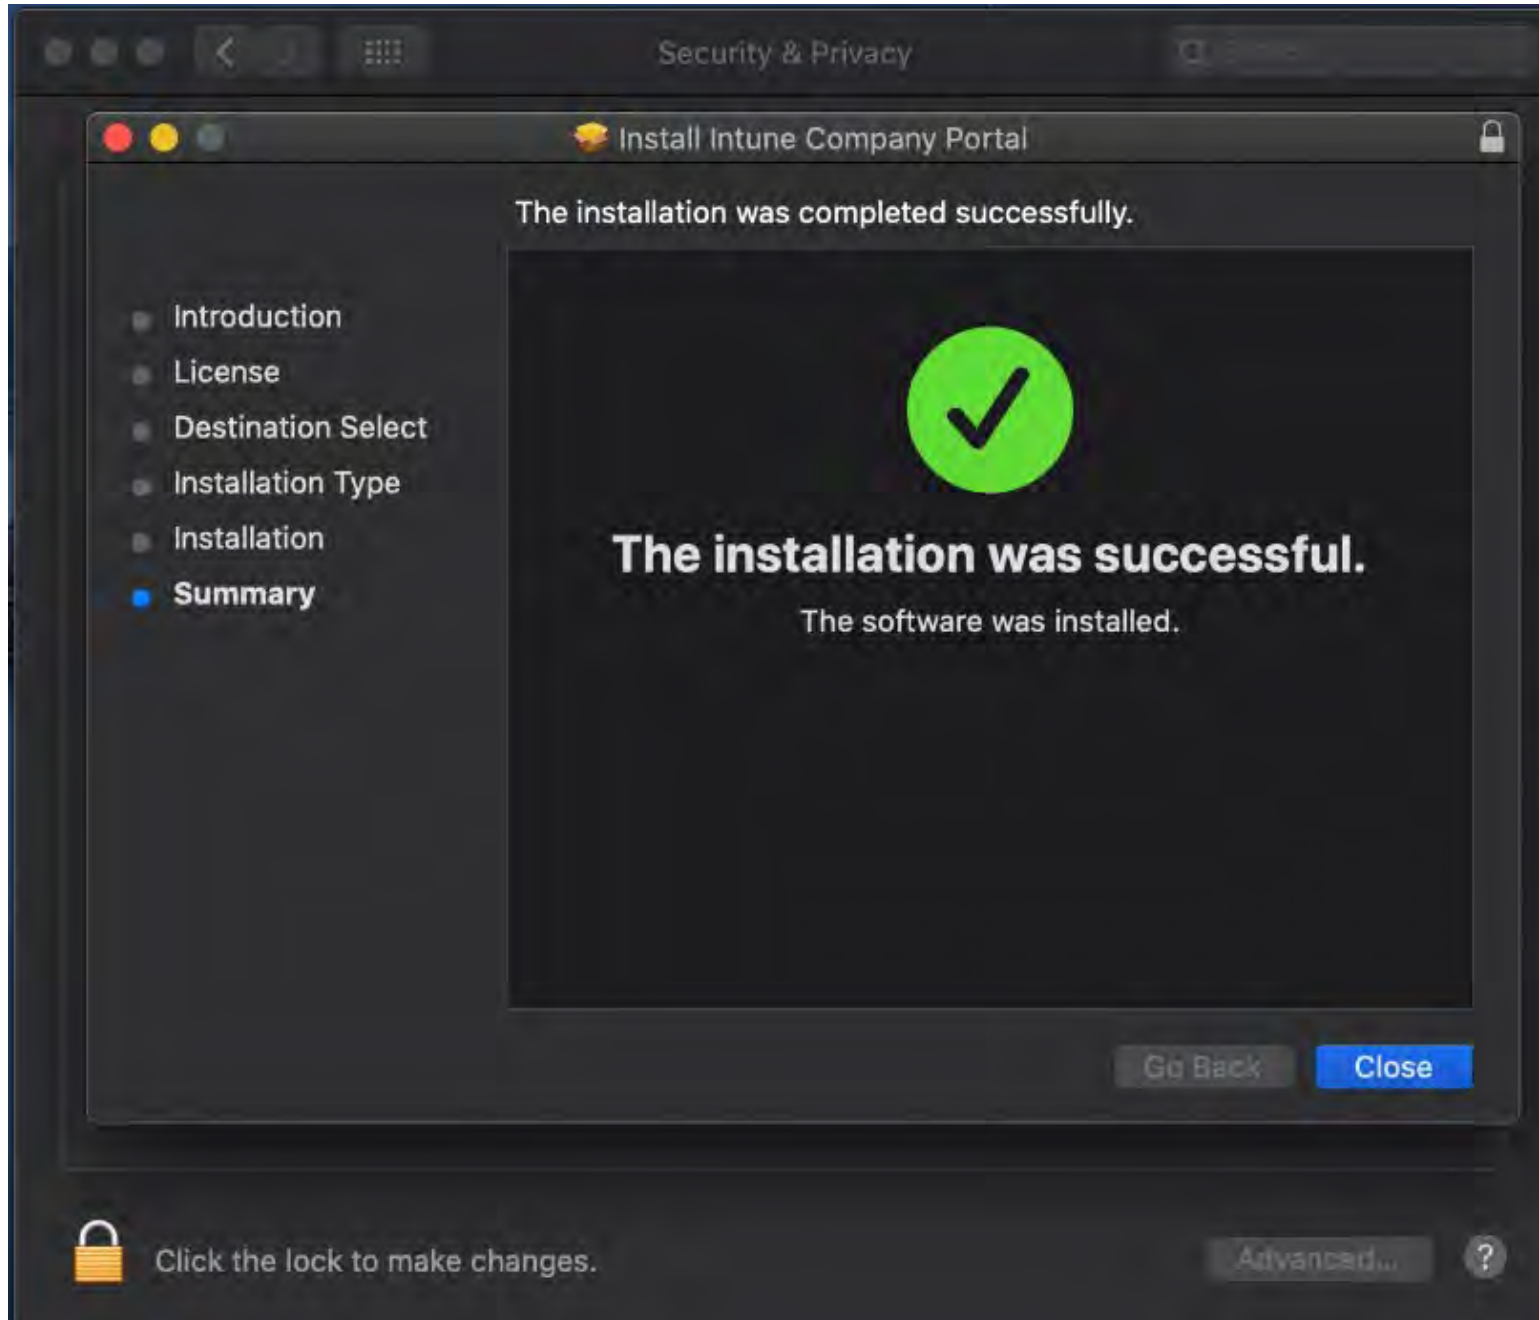 Security & Privacy
Install Intune Company Portal
The installation was completed successfully.
Introduction
License
Destination Select
Installation Type
Installation
Summary
The installation was successful.
The software was installed.
Go Back
Close
Click the lock to make changes.
Advanced...
?